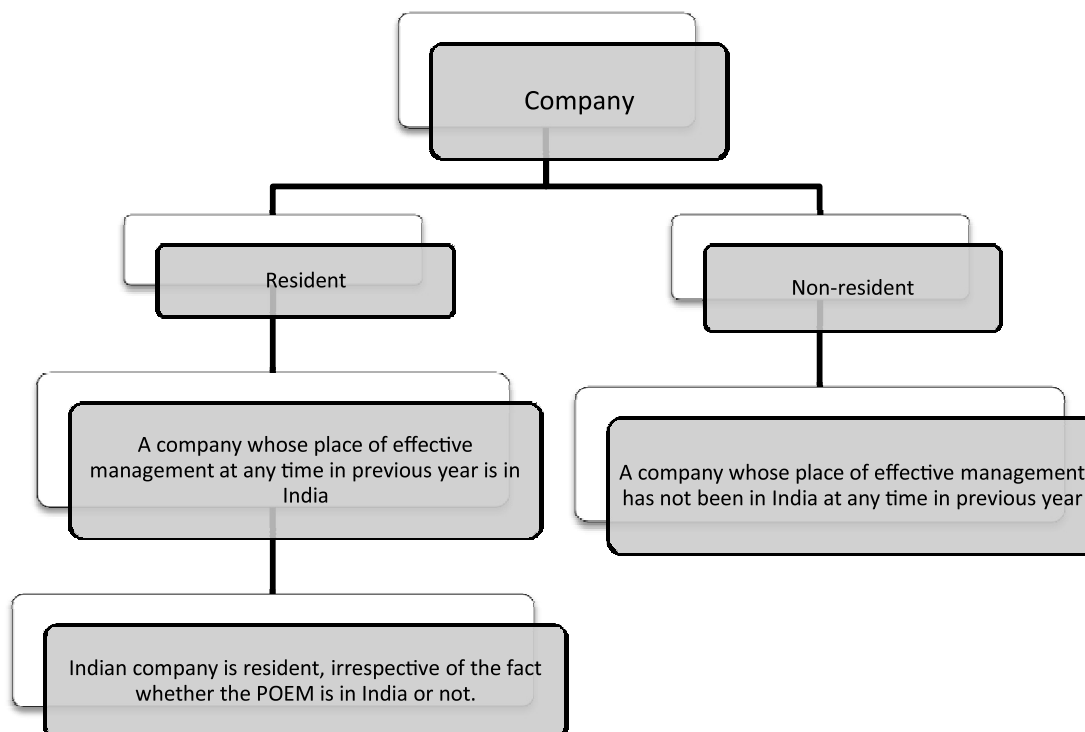 Company
Resident
Non-resident
A company whose place of effective
management at any time in previous year is in
India
A company whose place of effective management
has not been in India at any time in previous year
Indian company is resident, irrespective of the fact
whether the POEM is in India or not.